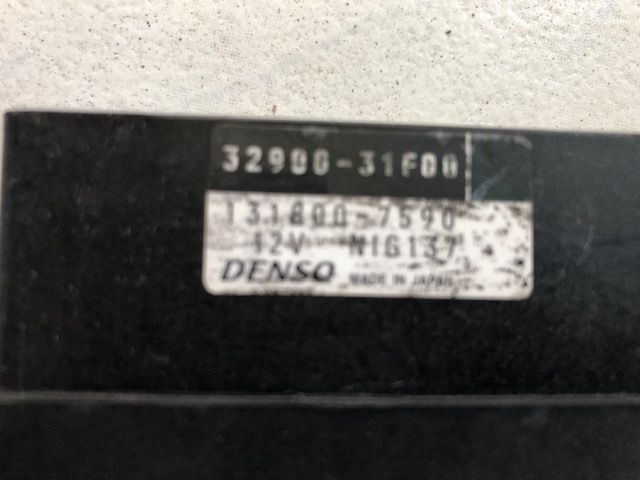 32900-31F00
131800-7590
12V NIG137
DENSO MADE IN JAPAN